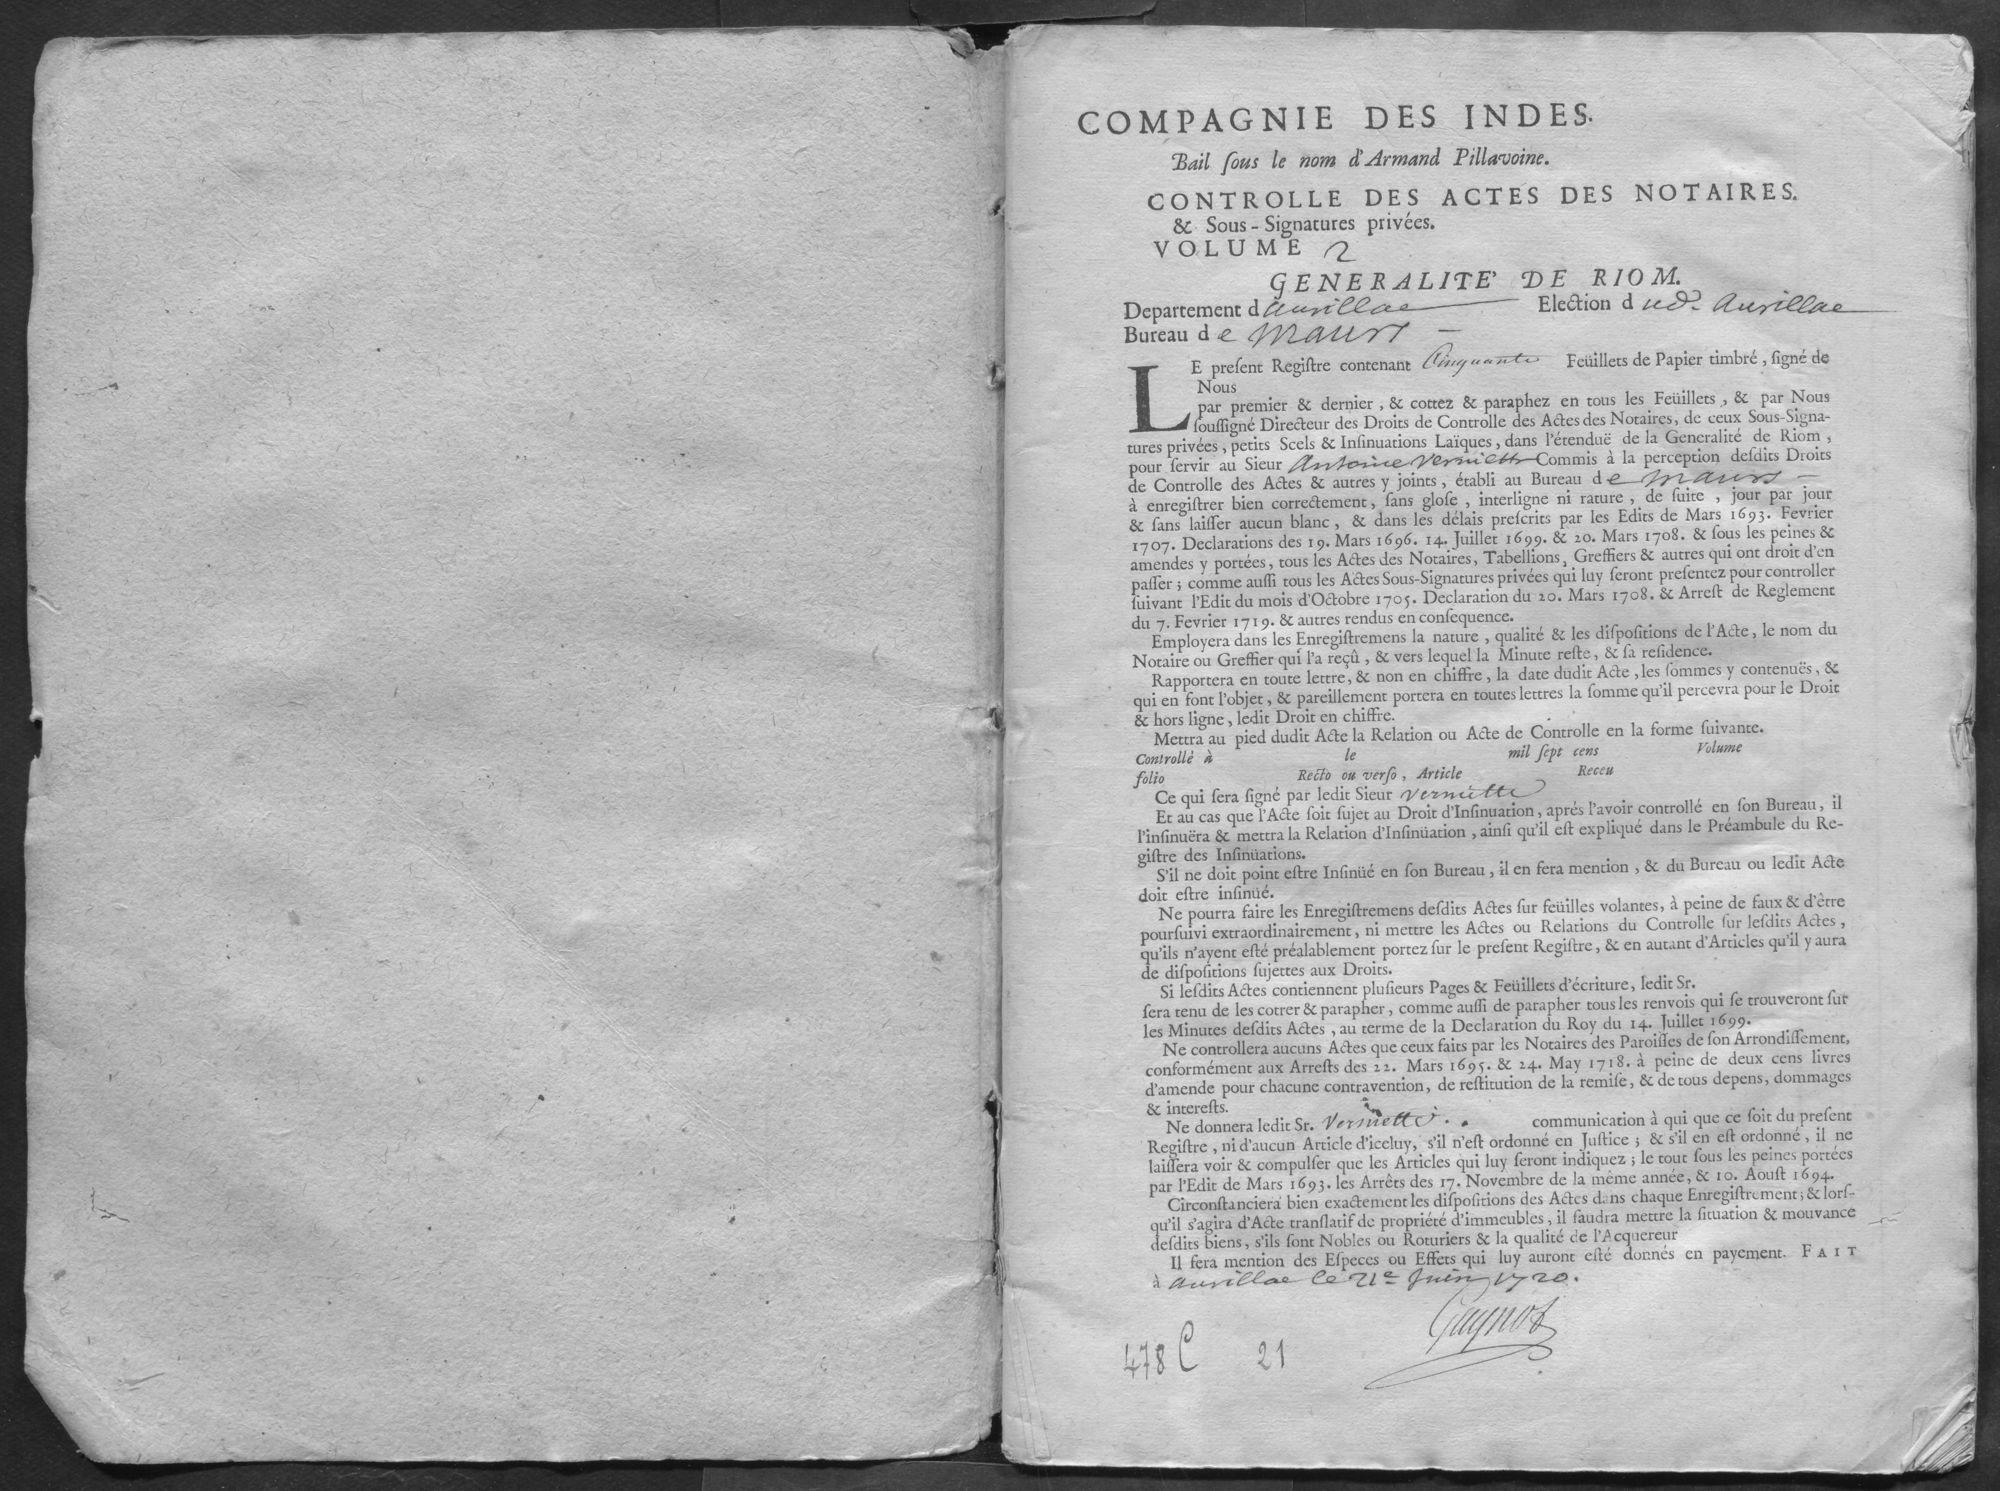 COMPAGNIE DES INDES.
Bail ſous le nom d'Armand Pillavoine.
CONTROLLE DES ACTES DES NOTAIRES.
& Sous-Signatures privées.
VOLUME 2
GENERALITE' DE RIOM.
Departement d'aurillac Election d ud. Aurillac
Bureau de Maurs
LE preſent Regiſtre contenant Cinquante Feüillets de Papier timbré, ſigné de
Nous
par premier & dernier, & cottez & paraphez en tous les Feüillets, & par Nous
ſouſſigné Directeur des Droits de Controlle des Actes des Notaires, de ceux Sous-Signa-
tures privées, petits Scels & Inſinuations Laïques, dans l'étenduë de la Generalité de Riom,
pour ſervir au Sieur Antoine Verniette Commis à la perception deſdits Droits
de Controlle des Actes & autres y joints, établi au Bureau de Maurs
à enregiſtrer bien correctement, ſans gloſe, interligne ni rature, de ſuite, jour par jour
& ſans laiſſer aucun blanc, & dans les délais preſcrits par les Edits de Mars 1693. Fevrier
1707. Declarations des 19. Mars 1696. 14. Juillet 1699. & 20. Mars 1708. & ſous les peines &
amendes y portées, tous les Actes des Notaires, Tabellions, Greffiers & autres qui ont droit d'en
paſſer; comme auſſi tous les Actes Sous-Signatures privées qui luy ſeront preſentez pour controller
ſuivant l'Edit du mois d'Octobre 1705. Declaration du 20. Mars 1708. & Arreſt de Reglement
du 7. Fevrier 1719. & autres rendus en conſequence.
Employera dans les Enregiſtremens la nature, qualité & les diſpoſitions de l'Acte, le nom du
Notaire ou Greffier qui l'a reçû, & vers lequel la Minute reſte, & ſa reſidence.
Rapportera en toute lettre, & non en chiffre, la date dudit Acte, les ſommes y contenuës, &
qui en font l'objet, & pareillement portera en toutes lettres la ſomme qu'il percevra pour le Droit
& hors ligne, ledit Droit en chiffre.
Mettra au pied dudit Acte la Relation ou Acte de Controlle en la forme ſuivante.
Controllé à le mil ſept cens Volume
folio Recto ou verſo, Article Receu
Ce qui ſera ſigné par ledit Sieur Verniette
Et au cas que l'Acte ſoit ſujet au Droit d'Inſinuation, aprés l'avoir controllé en ſon Bureau, il
l'inſinuëra & mettra la Relation d'Inſinüation, ainſi qu'il eſt expliqué dans le Préambule du Re-
giſtre des Inſinüations.
S'il ne doit point eſtre Inſinüé en ſon Bureau, il en fera mention, & du Bureau ou ledit Acte
doit eſtre inſinüé.
Ne pourra faire les Enregiſtremens deſdits Actes ſur feüilles volantes, à peine de faux & d'être
pourſuivi extraordinairement, ni mettre les Actes ou Relations du Controlle ſur leſdits Actes,
qu'ils n'ayent eſté préalablement portez ſur le preſent Regiſtre, & en autant d'Articles qu'il y aura
de diſpoſitions ſujettes aux Droits.
Si leſdits Actes contiennent pluſieurs Pages & Feüillets d'écriture, ledit Sr.
ſera tenu de les cotter & parapher, comme auſſi de parapher tous les renvois qui ſe trouveront ſur
les Minutes deſdits Actes, au terme de la Declaration du Roy du 14. Juillet 1699.
Ne controllera aucuns Actes que ceux faits par les Notaires des Paroiſſes de ſon Arrondiſſement,
conformément aux Arreſts des 22. Mars 1695. & 24. May 1718. à peine de deux cens livres
d'amende pour chacune contravention, de reſtitution de la remiſe, & de tous depens, dommages
& intereſts.
Ne donnera ledit Sr. Verniette communication à qui que ce ſoit du preſent
Regiſtre, ni d'aucun Article d'iceluy, s'il n'eſt ordonné en Juſtice; & s'il en eſt ordonné, il ne
laiſſera voir & compulſer que les Articles qui luy ſeront indiquez; le tout ſous les peines portées
par l'Edit de Mars 1693. les Arrêts des 17. Novembre de la même année, & 10. Aouſt 1694.
Circonſtanciera bien exactement les diſpoſitions des Actes dans chaque Enregiſtrement; & lorſ-
qu'il s'agira d'Acte tranſlatif de propriété d'immeubles, il faudra mettre la ſituation & mouvance
deſdits biens, s'ils ſont Nobles ou Roturiers & la qualité de l'Acquereur
Il fera mention des Eſpeces ou Effets qui luy auront eſté donnés en payement. FAIT
à aurillac le 21e Juin 1720.
Gaynot
478 C 21